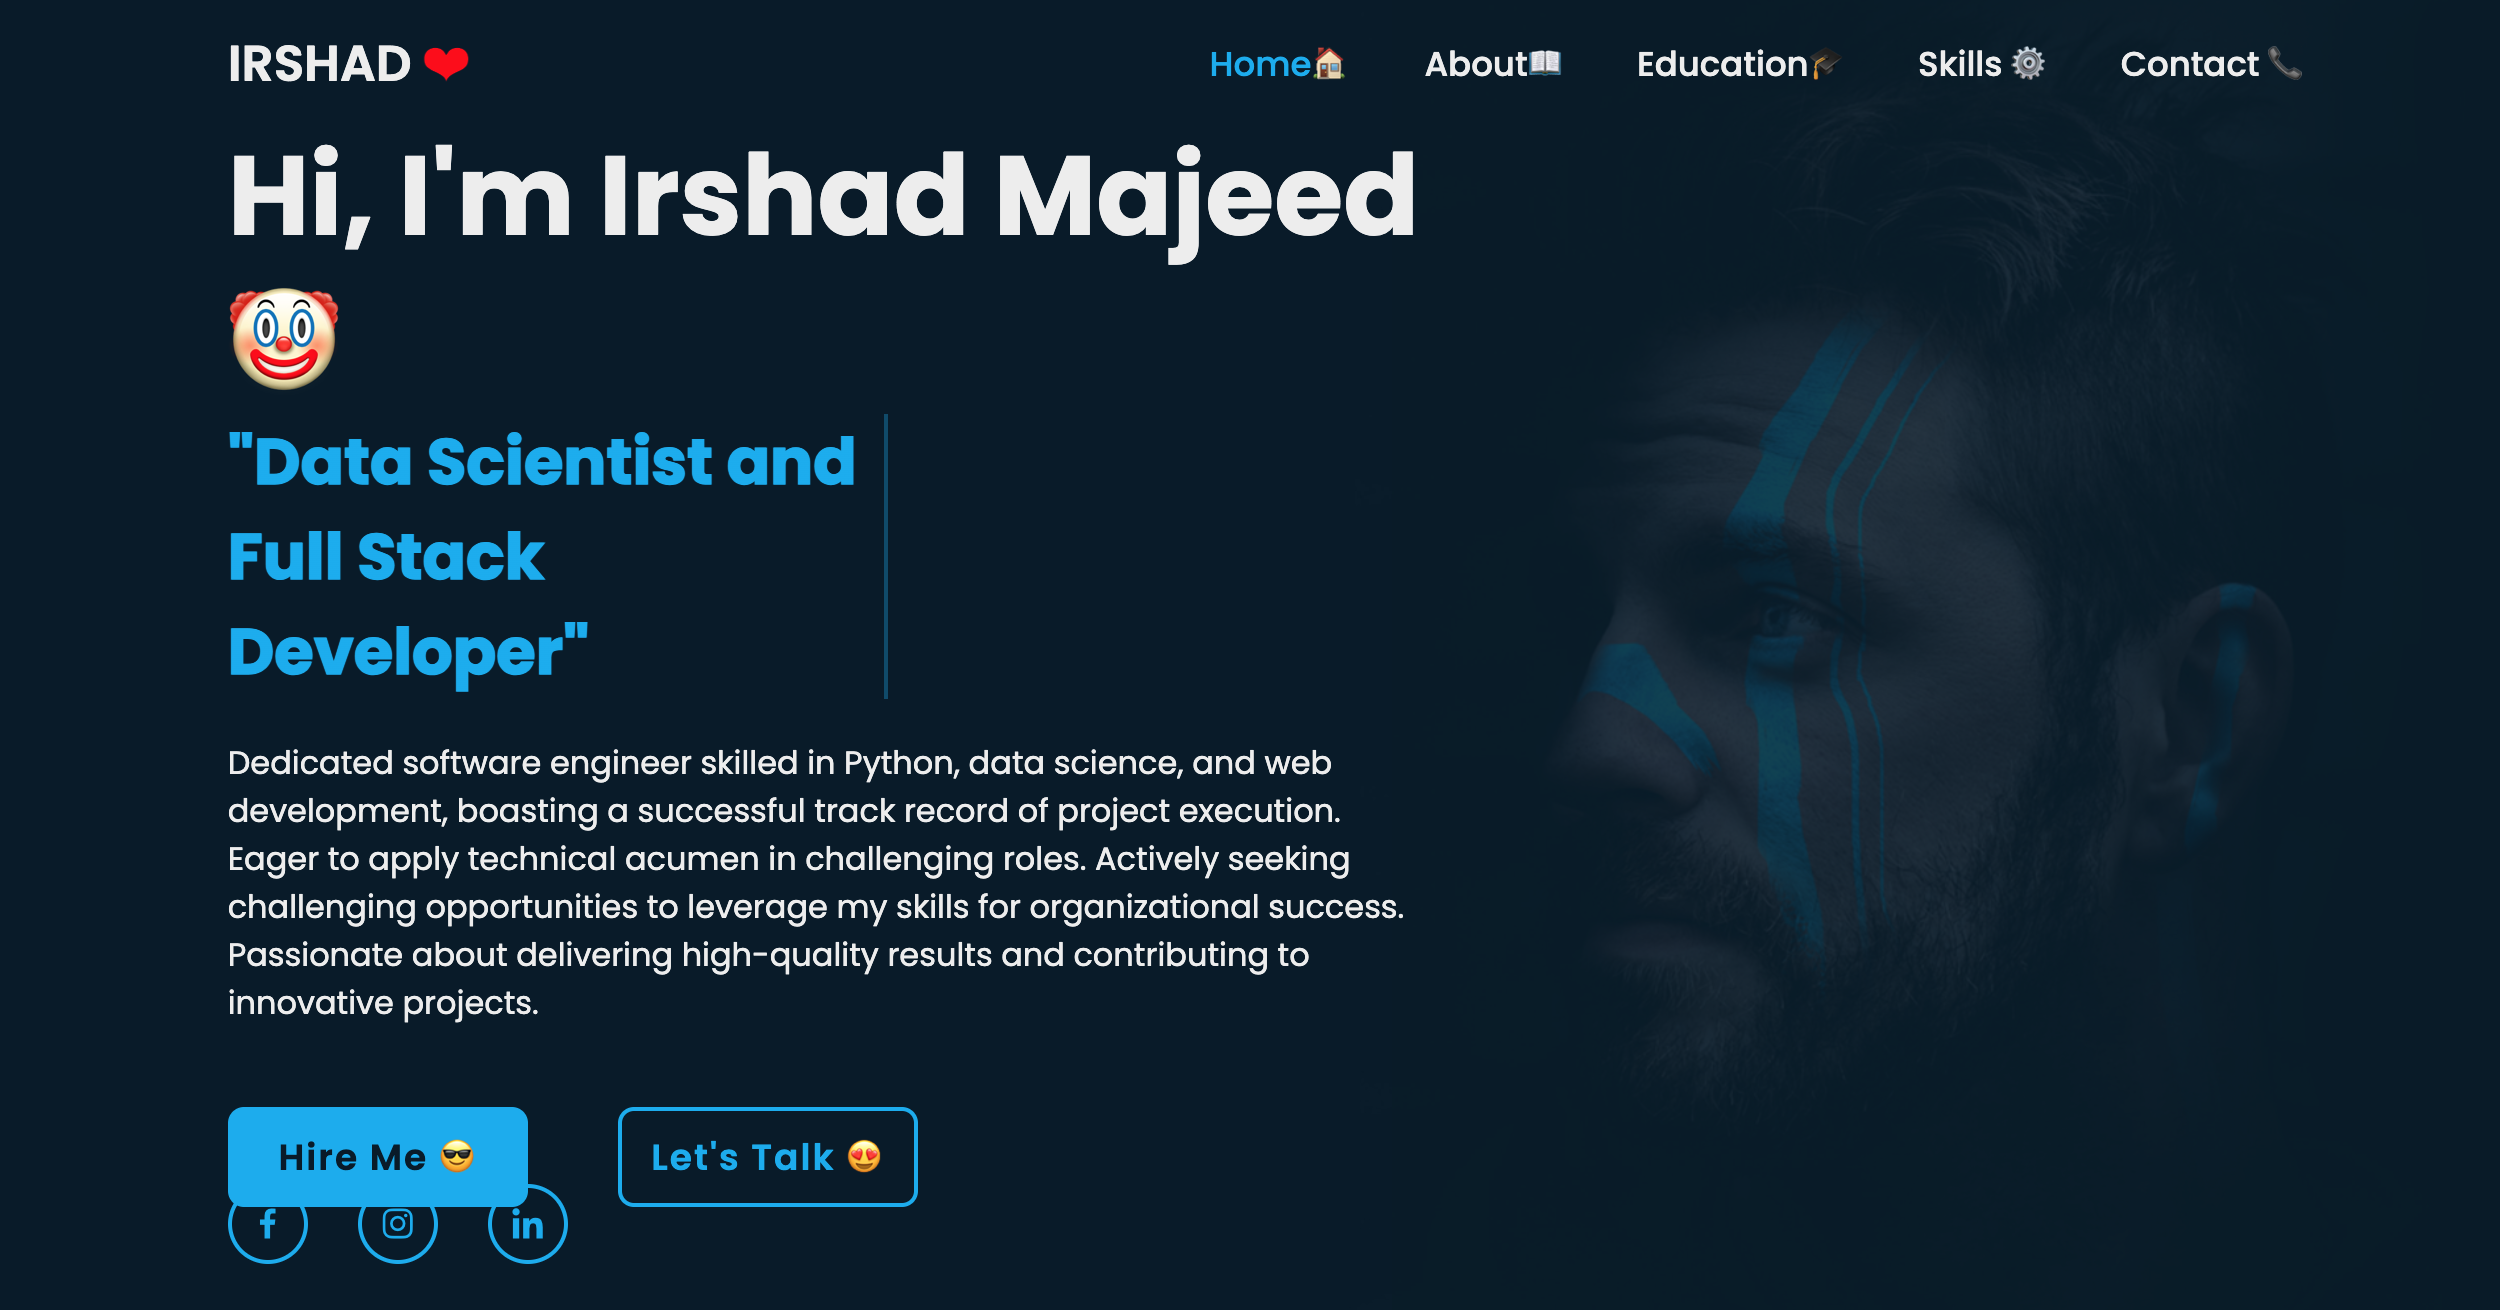 IRSHAD ❤️
Home🏠 About📖 Education🎓 Skills ⚙️ Contact 📞
Hi, I'm Irshad Majeed
🤡
"Data Scientist and
Full Stack
Developer"
Dedicated software engineer skilled in Python, data science, and web
development, boasting a successful track record of project execution.
Eager to apply technical acumen in challenging roles. Actively seeking
challenging opportunities to leverage my skills for organizational success.
Passionate about delivering high-quality results and contributing to
innovative projects.
Hire Me 😎 Let's Talk 😍